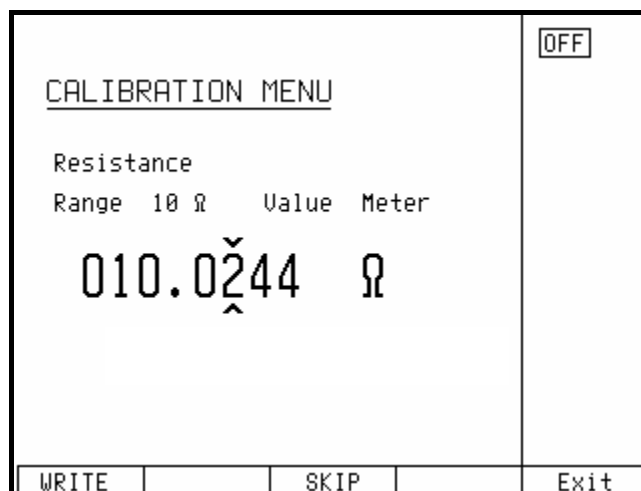 OFF
CALIBRATION MENU
Resistance
Range 10 Ω Value Meter
010.0244 Ω
WRITE SKIP Exit